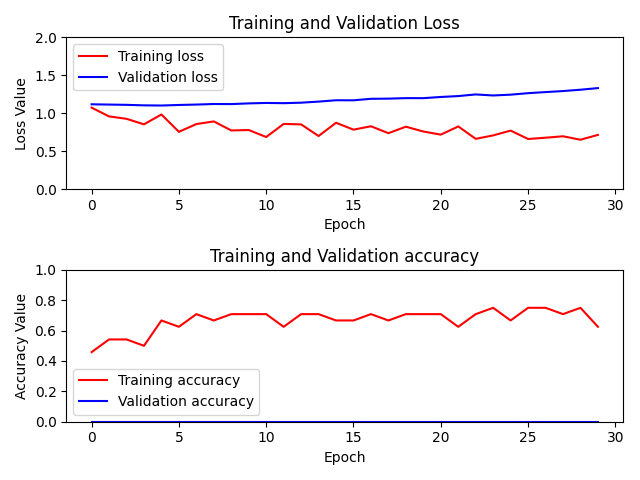 Training and Validation Loss
2.0
1.5
1.0
0.5
0.0
Loss Value
Training loss
Validation loss
0 5 10 15 20 25 30
Epoch
Training and Validation accuracy
1.0
0.8
0.6
0.4
0.2
0.0
Accuracy Value
Training accuracy
Validation accuracy
0 5 10 15 20 25 30
Epoch